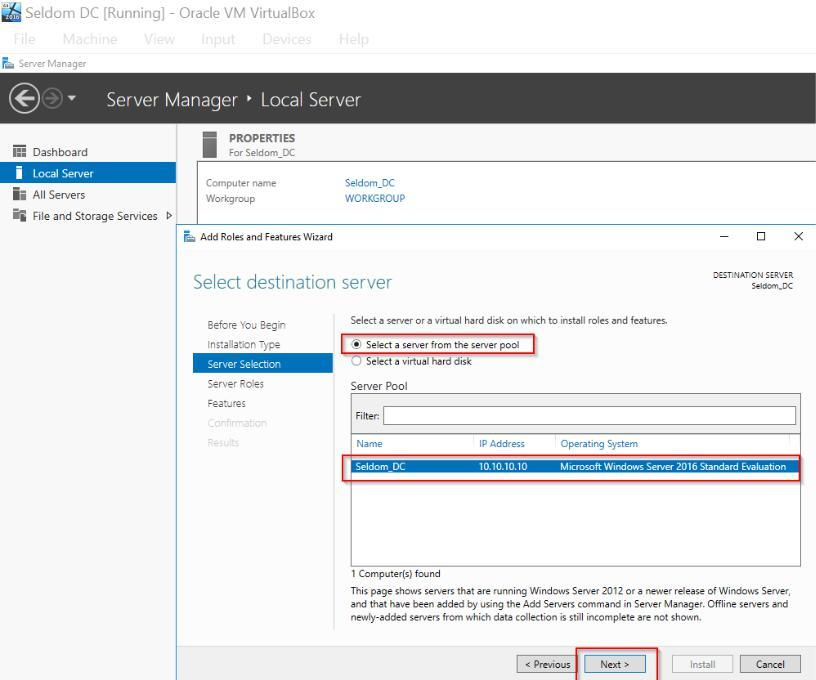 Seldom DC [Running] - Oracle VM VirtualBox
File Machine View Input Devices Help
Server Manager
Server Manager ‣ Local Server
Dashboard
Local Server
All Servers
File and Storage Services
PROPERTIES
For Seldom_DC
Computer name Seldom_DC
Workgroup WORKGROUP
Add Roles and Features Wizard
Select destination server
DESTINATION SERVER
Seldom_DC
Before You Begin
Installation Type
Server Selection
Server Roles
Features
Confirmation
Results
Select a server or a virtual hard disk on which to install roles and features.
Select a server from the server pool
Select a virtual hard disk
Server Pool
Filter:
Name IP Address Operating System
Seldom_DC 10.10.10.10 Microsoft Windows Server 2016 Standard Evaluation
1 Computer(s) found
This page shows servers that are running Windows Server 2012 or a newer release of Windows Server,
and that have been added by using the Add Servers command in Server Manager. Offline servers and
newly-added servers from which data collection is still incomplete are not shown.
< Previous Next > Install Cancel